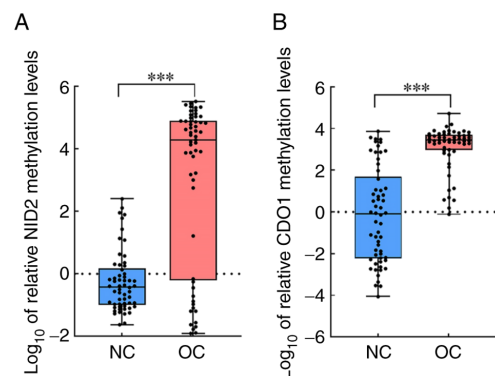 A
Log10 of relative NID2 methylation levels
***
6
4
2
0
−2
NC
OC
B
Log10 of relative CDO1 methylation levels
***
6
4
2
0
−2
−4
−6
NC
OC